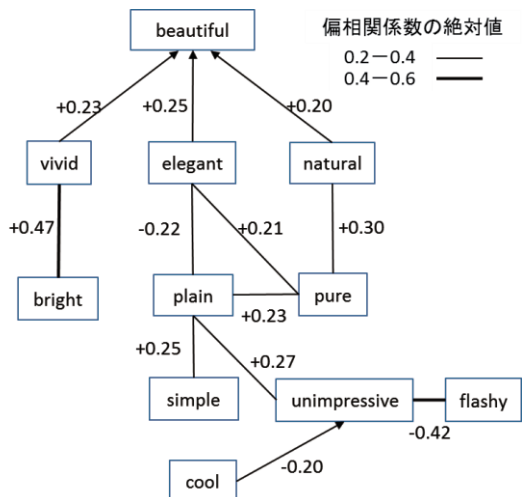 beautiful
偏相関係数の絶対値
0.2－0.4
0.4－0.6
+0.23
+0.25
+0.20
vivid
elegant
natural
+0.47
-0.22
+0.21
+0.30
bright
plain
pure
+0.23
+0.25
+0.27
simple
unimpressive
flashy
-0.42
-0.20
cool